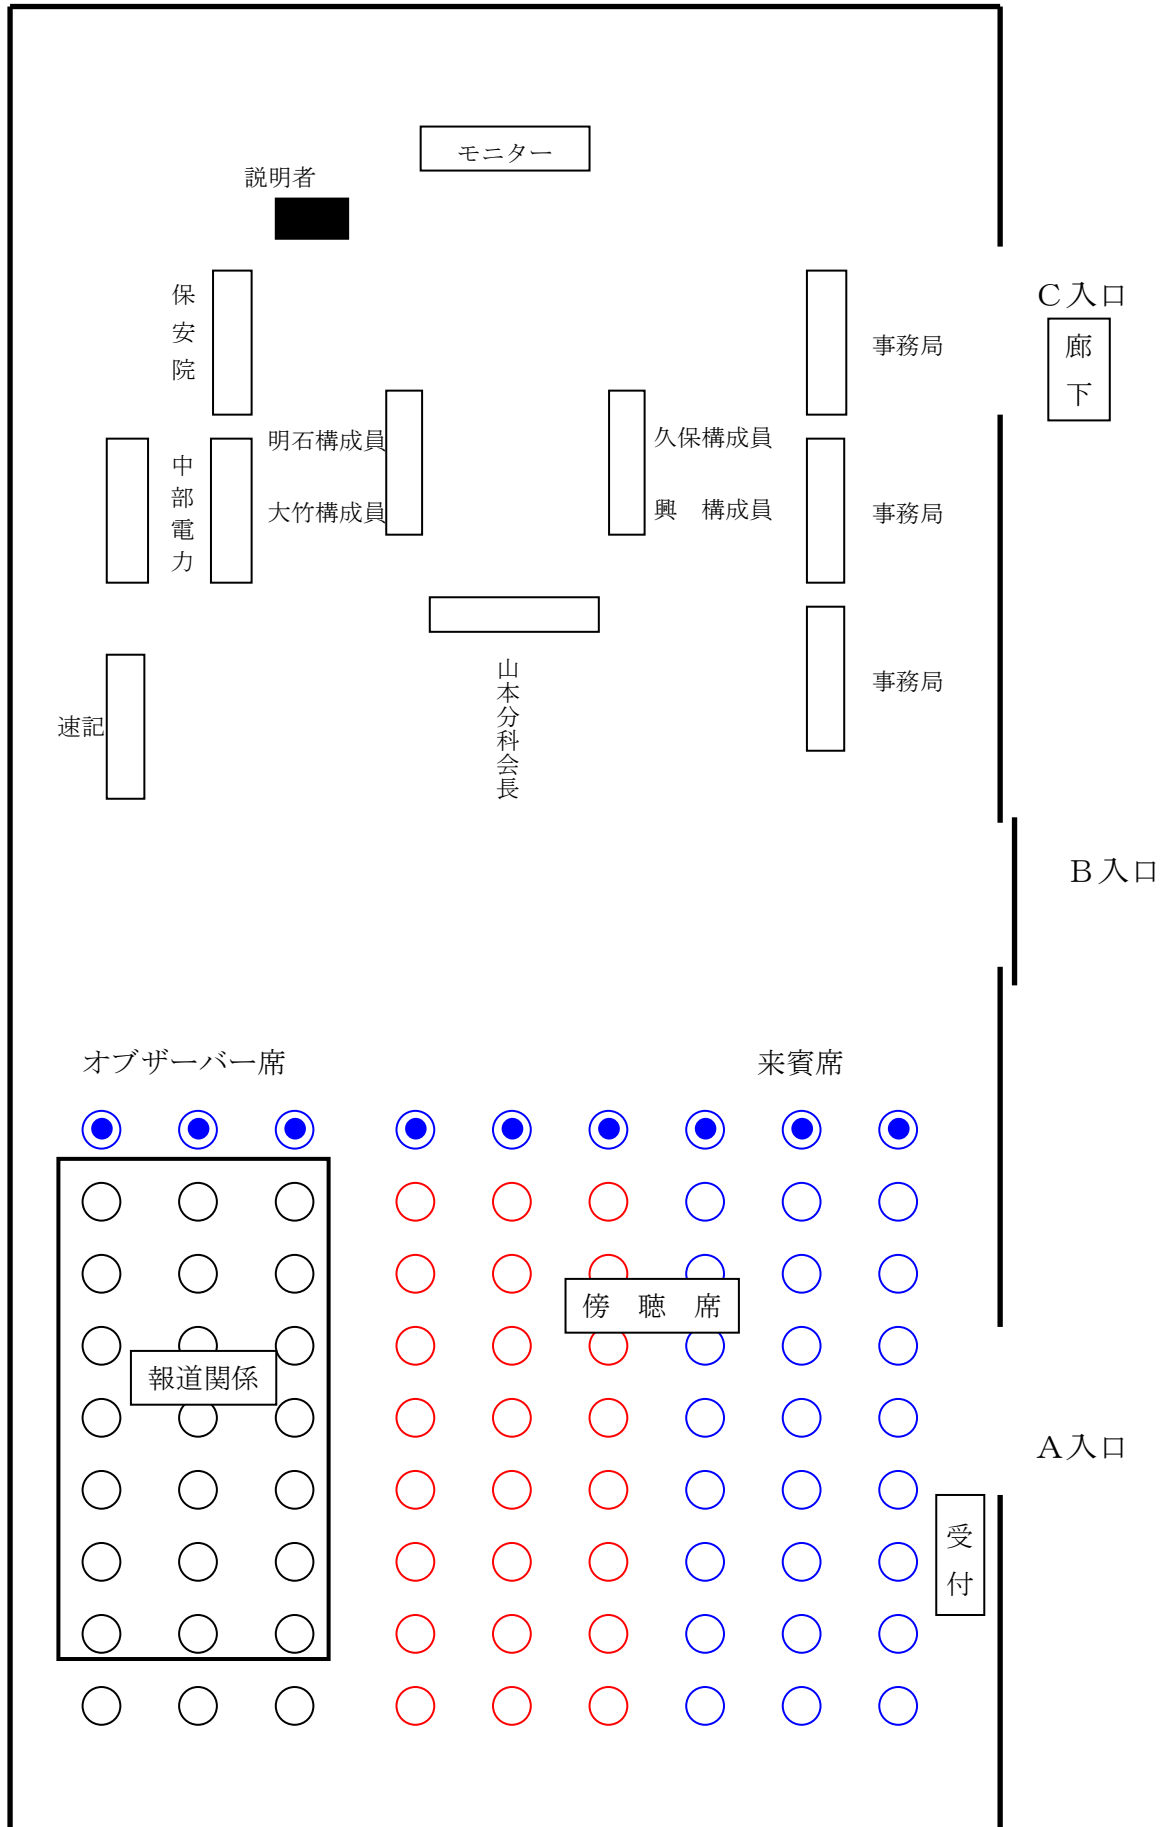 モニター
説明者
保安院
C入口
廊下
事務局
明石構成員
久保構成員
中部電力
大竹構成員
興　構成員
事務局
山本分科会長
事務局
速記
B入口
オブザーバー席
来賓席
傍　聴　席
報道関係
A入口
受付